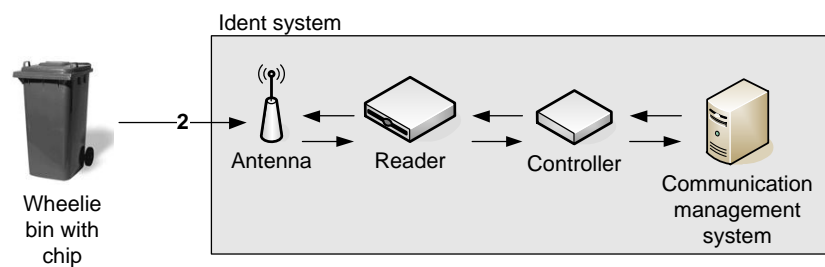 Ident system
2
Antenna
Reader
Controller
Communication
management
system
Wheelie
bin with
chip